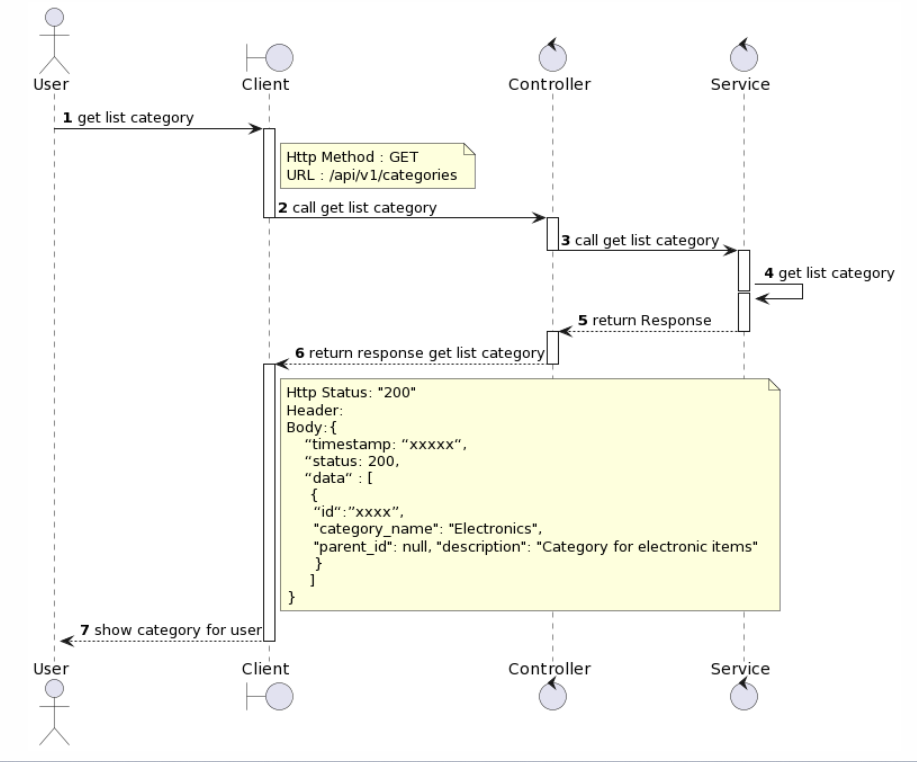 User
Client
Controller
Service
1 get list category
Http Method : GET
URL : /api/v1/categories
2 call get list category
3 call get list category
4 get list category
5 return Response
6 return response get list category
Http Status: "200"
Header:
Body:{
“timestamp: “xxxxx“,
“status: 200,
“data“ : [
{
“id“:”xxxx”,
"category_name": "Electronics",
"parent_id": null, "description": "Category for electronic items"
}
]
}
7 show category for user
User
Client
Controller
Service